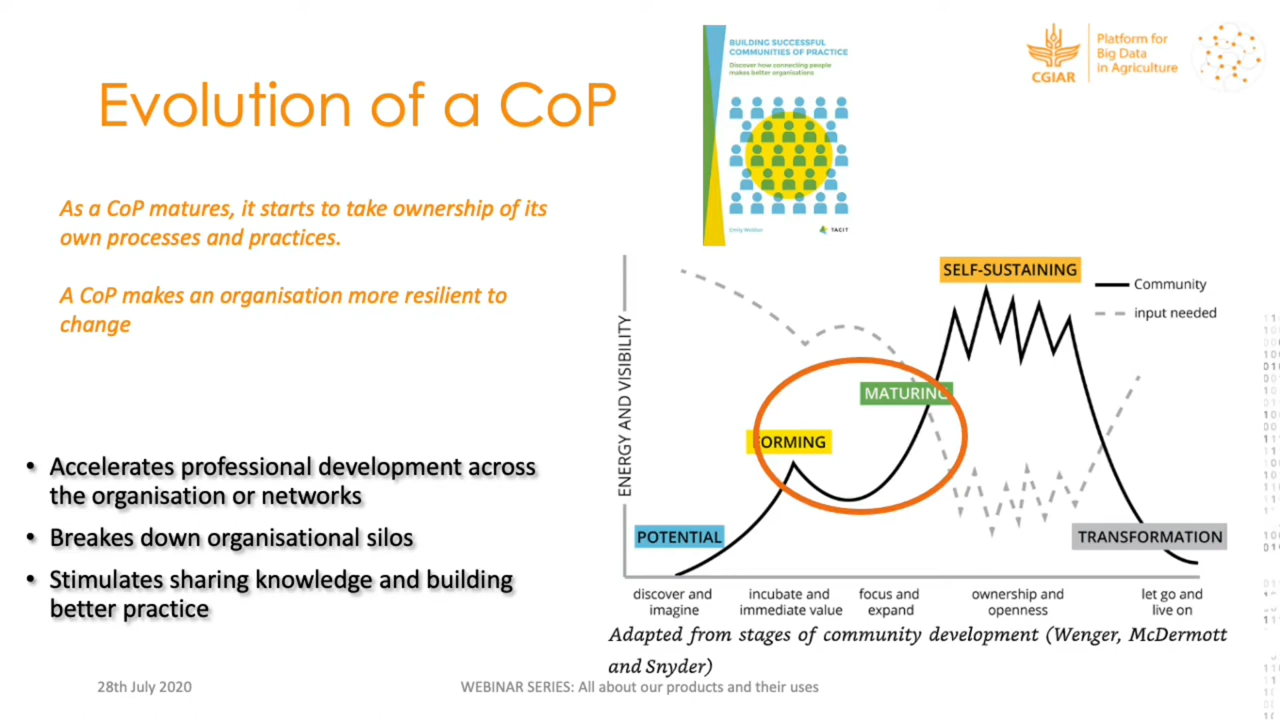 BUILDING SUCCESSFUL
COMMUNITIES OF PRACTICE
Discover how connecting people
makes better organisations
Emily Webber
TACIT
CGIAR
Platform for
Big Data
in Agriculture
Evolution of a CoP
As a CoP matures, it starts to take ownership of its
own processes and practices.
A CoP makes an organisation more resilient to
change
• Accelerates professional development across
the organisation or networks
• Breakes down organisational silos
• Stimulates sharing knowledge and building
better practice
ENERGY AND VISIBILITY
SELF-SUSTAINING
Community
input needed
MATURING
FORMING
POTENTIAL
TRANSFORMATION
discover and
imagine
incubate and
immediate value
focus and
expand
ownership and
openness
let go and
live on
Adapted from stages of community development (Wenger, McDermott
and Snyder)
28th July 2020
WEBINAR SERIES: All about our products and their uses